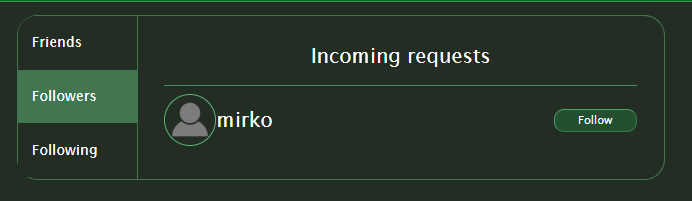 Friends
Followers
Following
Incoming requests
mirko
Follow